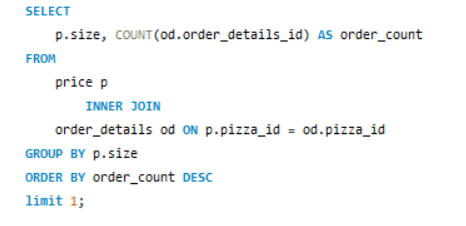 SELECT
p.size, COUNT(od.order_details_id) AS order_count
FROM
price p
INNER JOIN
order_details od ON p.pizza_id = od.pizza_id
GROUP BY p.size
ORDER BY order_count DESC
limit 1;